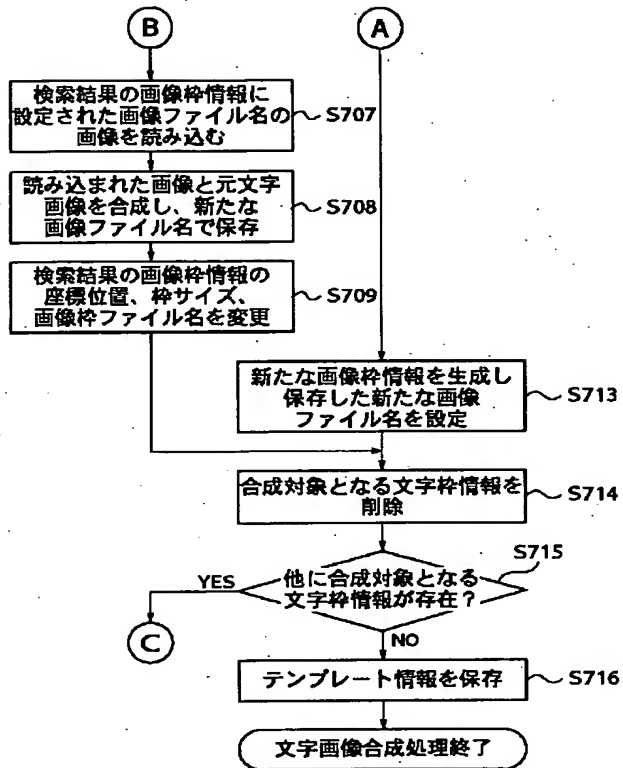 B
A
検索結果の画像枠情報に
設定された画像ファイル名の
画像を読み込む
S707
読み込まれた画像と元文字
画像を合成し、新たな
画像ファイル名で保存
S708
検索結果の画像枠情報の
座標位置、枠サイズ、
画像枠ファイル名を変更
S709
新たな画像枠情報を生成し
保存した新たな画像
ファイル名を設定
S713
合成対象となる文字枠情報を
削除
S714
S715
他に合成対象となる
文字枠情報が存在？
YES
C
NO
テンプレート情報を保存
S716
文字画像合成処理終了